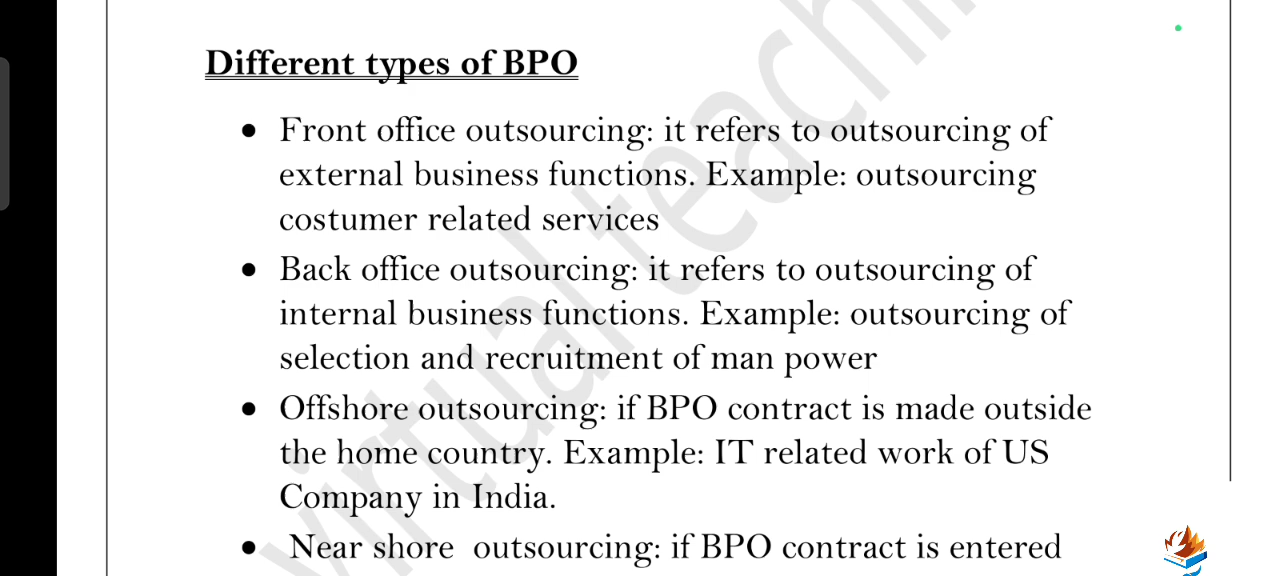 Different types of BPO
• Front office outsourcing: it refers to outsourcing of
external business functions. Example: outsourcing
costumer related services
• Back office outsourcing: it refers to outsourcing of
internal business functions. Example: outsourcing of
selection and recruitment of man power
• Offshore outsourcing: if BPO contract is made outside
the home country. Example: IT related work of US
Company in India.
• Near shore outsourcing: if BPO contract is entered
virtual teachin